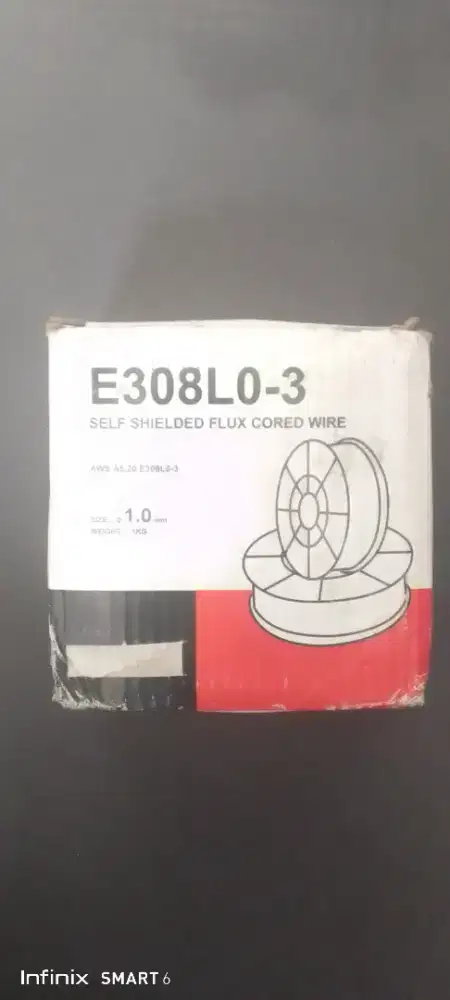 E308L0-3
SELF SHIELDED FLUX CORED WIRE
AWS A5.20 E308L0-3
SIZE: 1.0 mm
WEIGHT: 1KG
Infinix SMART 6